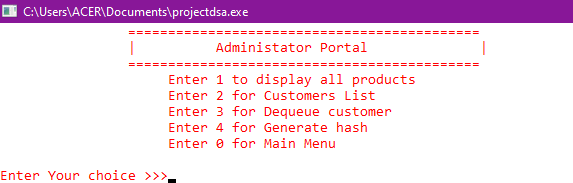 C:\Users\ACER\Documents\projectdsa.exe
============================================
| Administator Portal |
============================================
Enter 1 to display all products
Enter 2 for Customers List
Enter 3 for Dequeue customer
Enter 4 for Generate hash
Enter 0 for Main Menu
Enter Your choice >>>